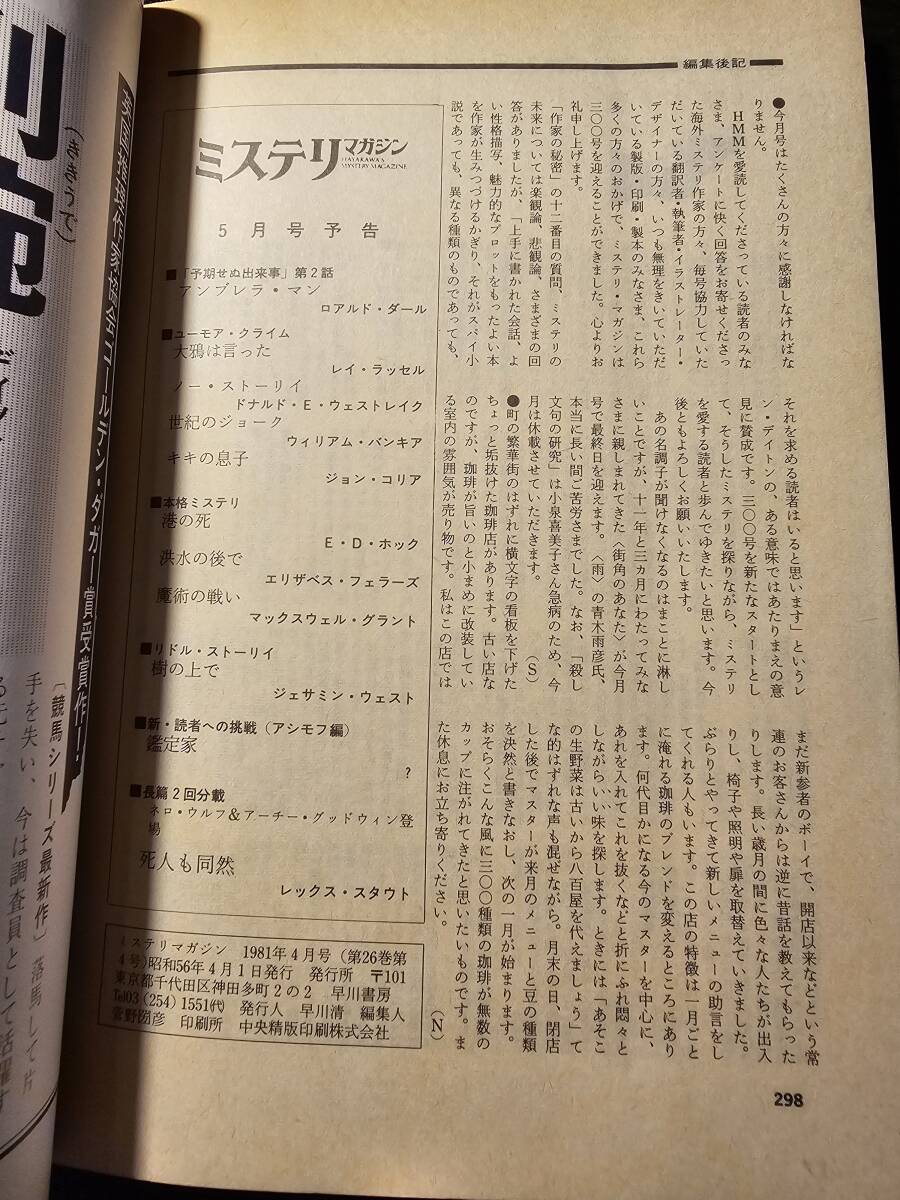 編集後記
●今月号はたくさんの方々に感謝しなければな
りません。
HMMを愛読してくださっている読者のみな
さま、アンケートに快く回答をお寄せくださっ
た海外ミステリ作家の方々、毎号協力していた
だいている翻訳者・執筆者・イラストレーター・
デザイナーの方々、いつも無理をきいていただ
いている製版・印刷・製本のみなさま、これら
多くの方々のおかげで、ミステリ・マガジンは
三〇〇号を迎えることができました。心よりお
礼申し上げます。
「作家の秘密」の十二番目の質問、ミステリの
未来については楽観論、悲観論、さまざまの回
答がありましたが、「上手に書かれた会話、よ
い性格描写、魅力的なプロットをもったよい本
を作家が生みつづけるかぎり、それがスパイ小
説であっても、異なる種類のものであっても、
それを求める読者はいると思います」というレ
ン・デイトンの、ある意味ではあたりまえの意
見に賛成です。三〇〇号を新たなスタートとし
て、そうしたミステリを探りながら、ミステリ
を愛する読者と歩んでゆきたいと思います。今
後ともよろしくお願いいたします。
あの名調子が聞けなくなるのはまことに淋し
いことですが、十一年と三カ月にわたってみな
さまに親しまれてきた〈街角のあなた〉が今月
号で最終日を迎えます。〈雨〉の青木雨彦氏、
本当に長い間ご苦労さまでした。なお、「殺し
文句の研究」は小泉喜美子さん急病のため、今
月は休載させていただきます。
(S)
●町の繁華街のはずれに横文字の看板を下げた
ちょっと垢抜けた珈琲店があります。古い店な
のですが、珈琲が旨いのと小まめに改装してい
る室内の雰囲気が売り物です。私はこの店では
まだ新参者のボーイで、開店以来などという常
連のお客さんからは逆に昔話を教えてもらった
りします。長い歳月の間に色々な人たちが出入
りし、椅子や照明や扉を取替えていきました。
ぶらりとやってきて新しいメニューの助言をし
てくれる人もいます。この店の特徴は一月ごと
に淹れる珈琲のブレンドを変えるところにあり
ます。何代目かになる今のマスターを中心に、
あれを入れてこれを抜くなどと折にふれ悶々と
しながらいい味を探します。ときには「あそこ
の生野菜は古いから八百屋を代えましょう」て
な的はずれな声も混ぜながら。月末の日、閉店
した後でマスターが来月のメニューと豆の種類
を決然と書きなおし、次の一月が始まります。
おそらくこんな風に三〇〇種類の珈琲が無数の
カップに注がれてきたと思いたいものです。ま
た休息にお立ち寄りください。
(N)
ミステリマガジン
HAYAKAWA'S
MYSTERY MAGAZINE
5月号予告
■「予期せぬ出来事」第2話
アンブレラ・マン
ロアルド・ダール
■ユーモア・クライム
大鴉は言った
レイ・ラッセル
ノー・ストーリイ
ドナルド・E・ウェストレイク
世紀のジョーク
ウィリアム・バンキア
キキの息子
ジョン・コリア
■本格ミステリ
港の死
E・D・ホック
洪水の後で
エリザベス・フェラーズ
魔術の戦い
マックスウェル・グラント
■リドル・ストーリイ
樹の上で
ジェサミン・ウェスト
■新・読者への挑戦(アシモフ編)
鑑定家
?
■長篇2回分載
ネロ・ウルフ&アーチー・グッドウィン登
場
死人も同然
レックス・スタウト
ミステリマガジン 1981年4月号(第26巻第
4号)昭和56年4月1日発行 発行所 〒101
東京都千代田区神田多町2の2 早川書房
Tel03(254)1551代 発行人 早川清 編集人
菅野圀彦 印刷所 中央精版印刷株式会社
298
(ききうで)
英国推理作家協会ゴールデン・ダガー賞受賞作!
〔競馬シリーズ最新作〕落馬して片
手を失い、今は調査員として活躍す